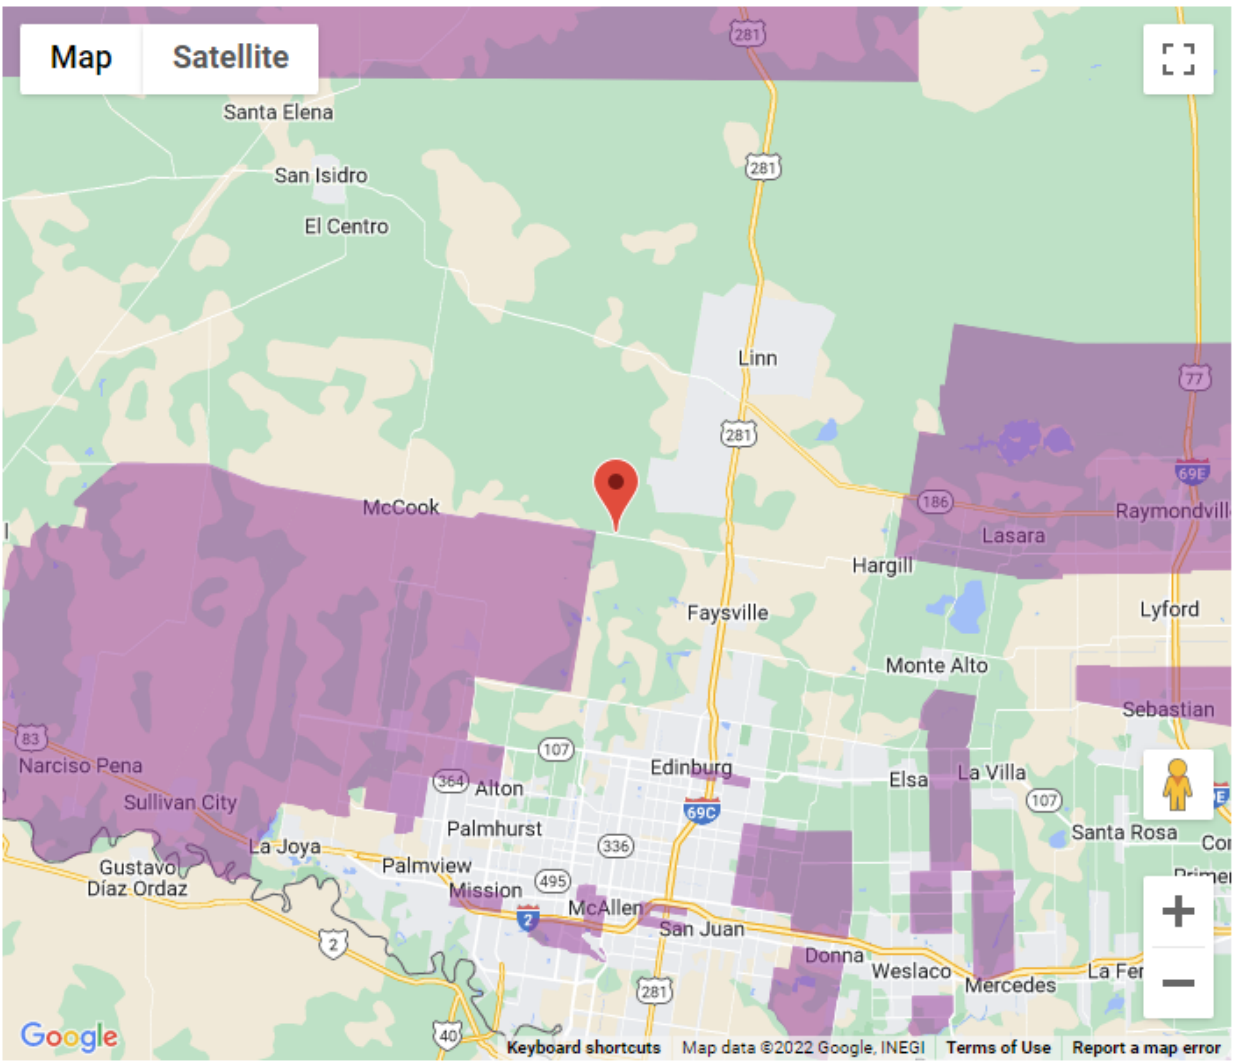 Map
Satellite
281
Santa Elena
281
San Isidro
El Centro
Linn
77
281
69E
McCook
186
Raymondvill
Lasara
Hargill
Faysville
Lyford
Monte Alto
Sebastian
83
107
Narciso Pena
Edinburg
Elsa
La Villa
364
Alton
107
E
Sullivan City
69C
Palmhurst
Santa Rosa
336
La Joya
Co
Gustavo
Díaz Ordaz
Palmview
Primer
495
Mission
McAllen
2
San Juan
2
Donna
Weslaco
La Fer
Mercedes
281
Google
40
Keyboard shortcuts
Map data ©2022 Google, INEGI
Terms of Use
Report a map error